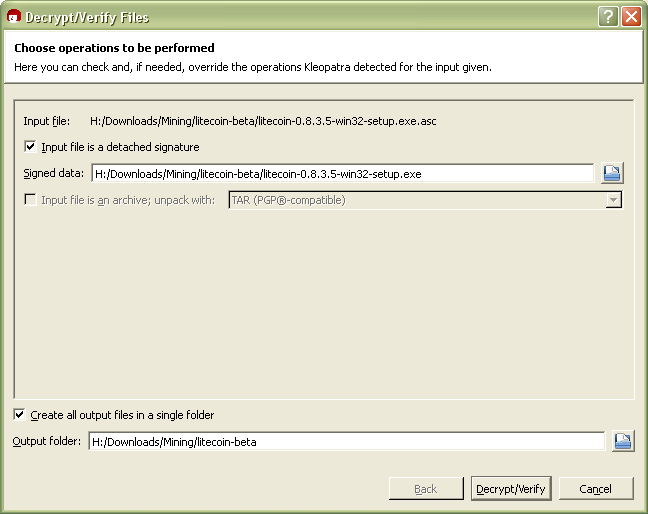 Decrypt/Verify Files
Choose operations to be performed
Here you can check and, if needed, override the operations Kleopatra detected for the input given.
Input file: H:/Downloads/Mining/litecoin-beta/litecoin-0.8.3.5-win32-setup.exe.asc
Input file is a detached signature
Signed data: H:/Downloads/Mining/litecoin-beta/litecoin-0.8.3.5-win32-setup.exe
Input file is an archive; unpack with: TAR (PGP®-compatible)
Create all output files in a single folder
Output folder: H:/Downloads/Mining/litecoin-beta
Back Decrypt/Verify Cancel